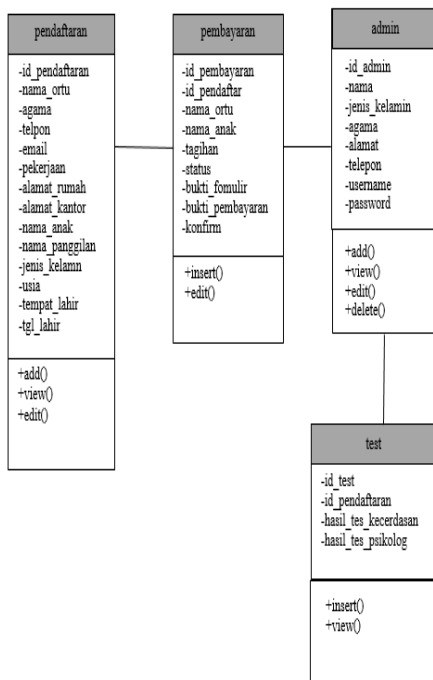 pendaftaran
-id_pendaftaran
-nama_ortu
-agama
-telpon
-email
-pekerjaan
-alamat_rumah
-alamat_kantor
-nama_anak
-nama_panggilan
-jenis_kelamn
-usia
-tempat_lahir
-tgl_lahir
+add()
+view()
+edit()
pembayaran
-id_pembayaran
-id_pendaftar
-nama_ortu
-nama_anak
-tagihan
-status
-bukti_fomulir
-bukti_pembayaran
-konfirm
+insert()
+edit()
admin
-id_admin
-nama
-jenis_kelamin
-agama
-alamat
-telepon
-username
-password
+add()
+view()
+edit()
+delete()
test
-id_test
-id_pendaftaran
-hasil_tes_kecerdasan
-hasil_tes_psikolog
+insert()
+view()